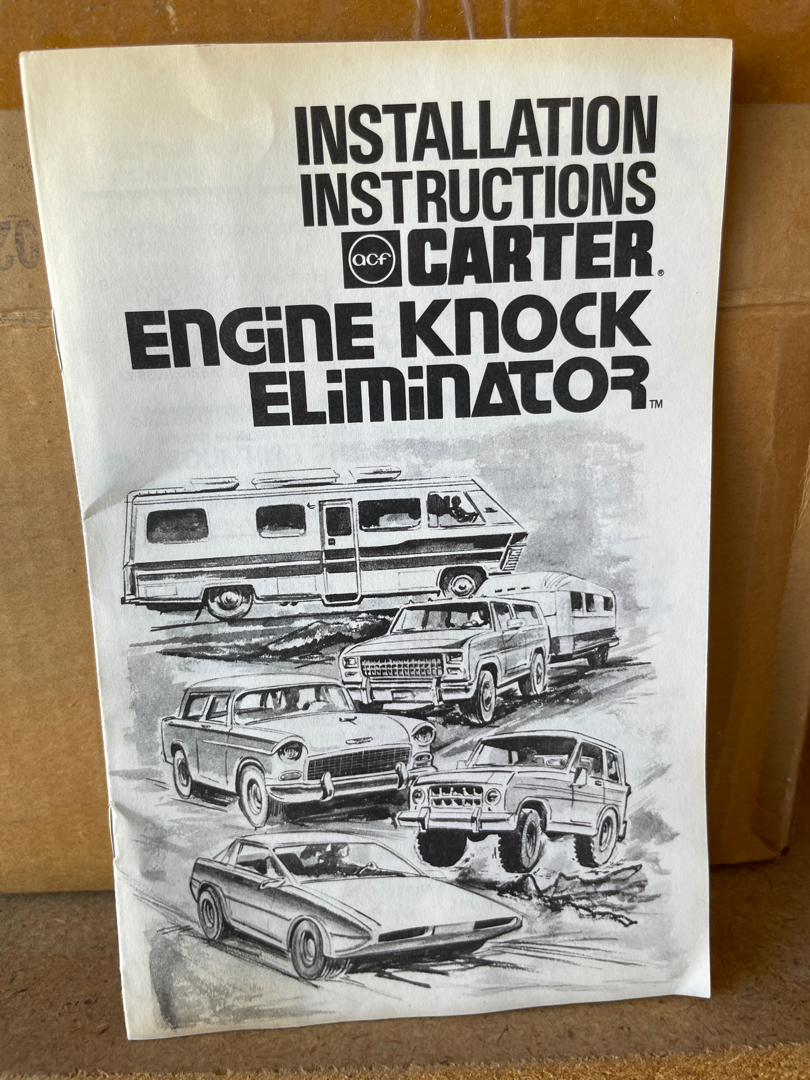 INSTALLATION
INSTRUCTIONS
acf CARTER®
ENGINE KNOCK
ELIMINATOR™